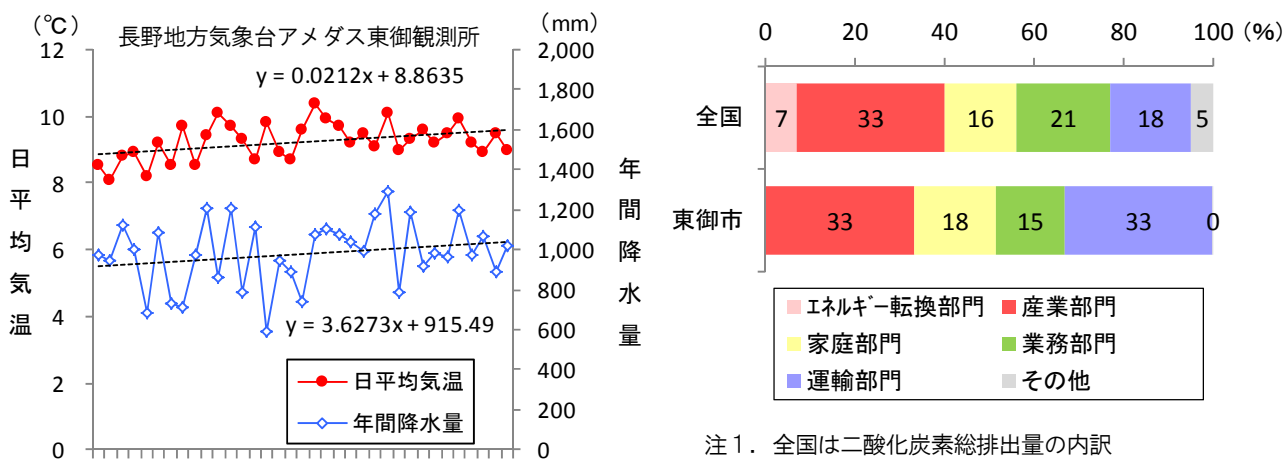 (℃)
長野地方気象台アメダス東御観測所
(mm)
12
10
8
6
4
2
0
日平均気温
y = 0.0212x + 8.8635
y = 3.6273x + 915.49
日平均気温
年間降水量
2,000
1,800
1,600
1,400
1,200
1,000
800
600
400
200
0
年間降水量
0 20 40 60 80 100 (%)
全国 7 33 16 21 18 5
東御市 33 18 15 33 0
ｴﾈﾙｷﾞｰ転換部門 産業部門
家庭部門 業務部門
運輸部門 その他
注１．全国は二酸化炭素総排出量の内訳